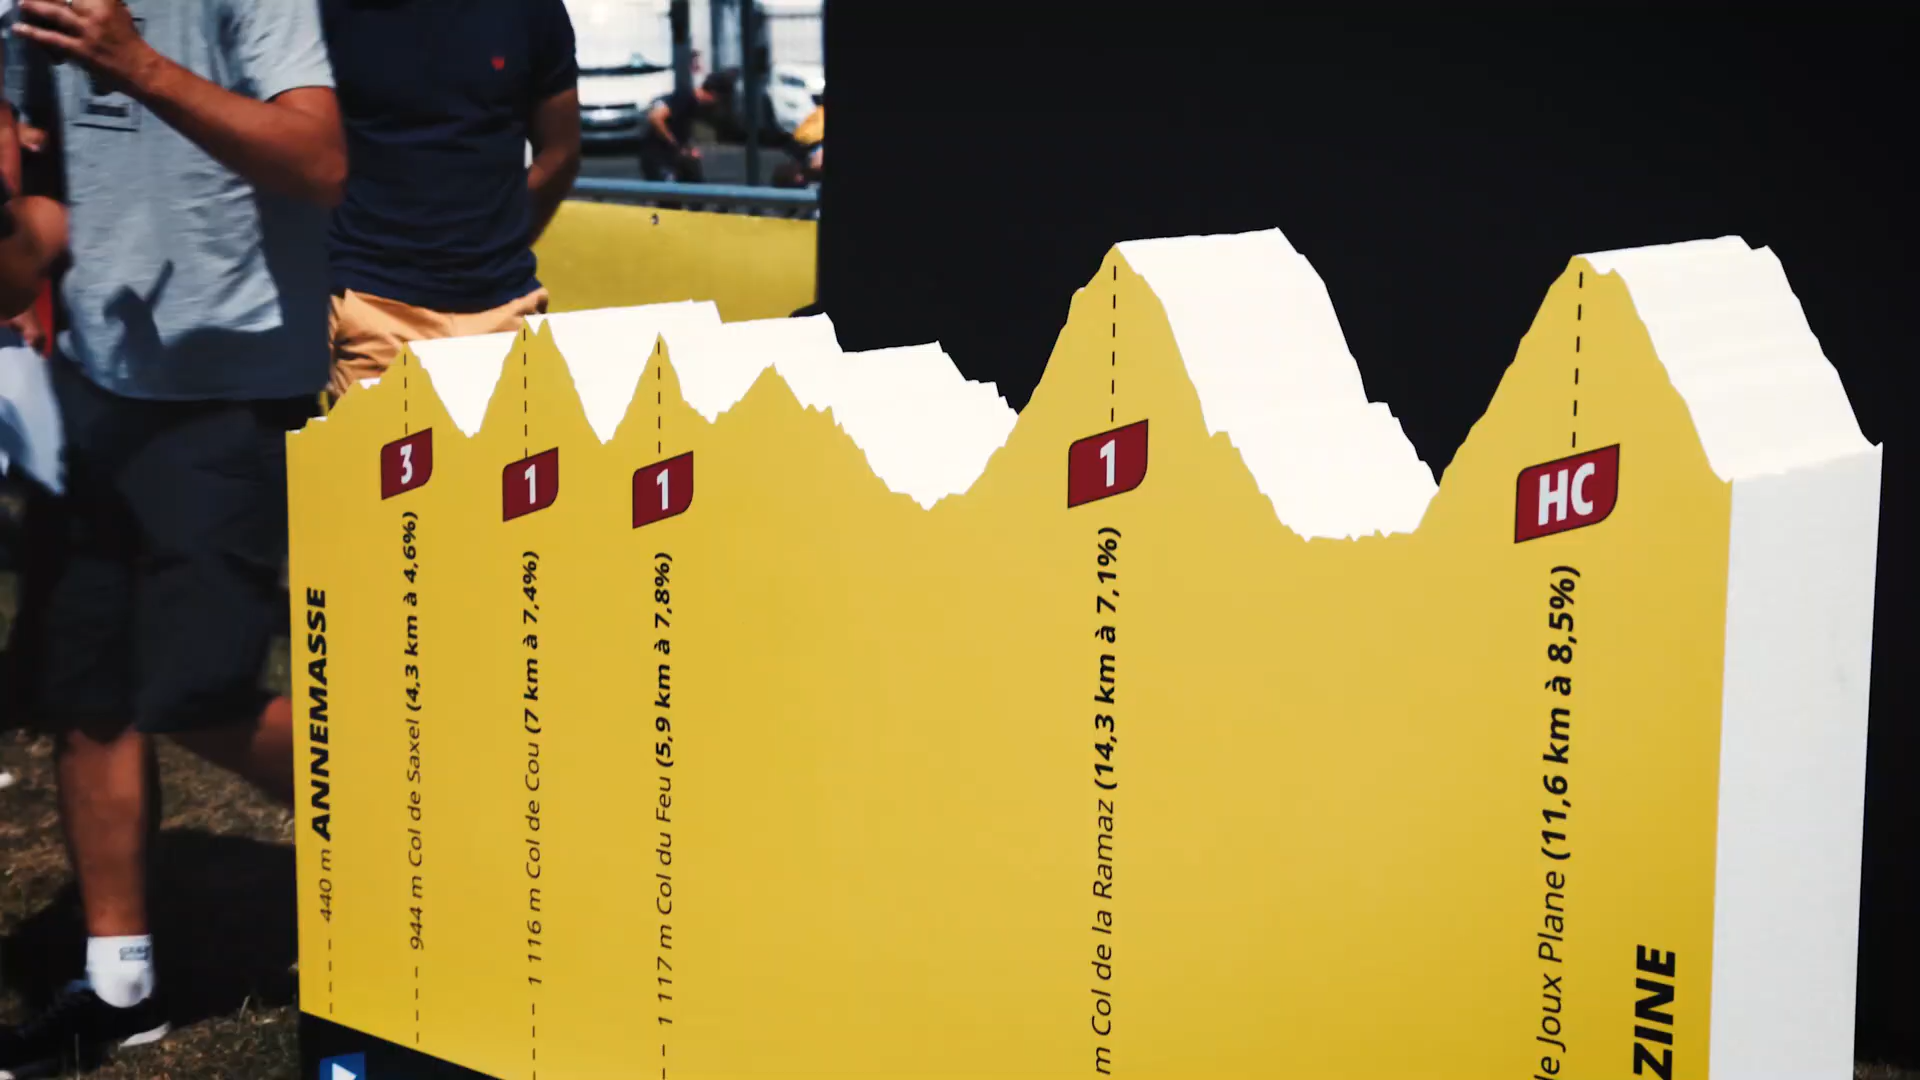 3
1
1
1
HC
440 m ANNEMASSE
944 m Col de Saxel (4,3 km à 4,6%)
1 116 m Col de Cou (7 km à 7,4%)
1 117 m Col du Feu (5,9 km à 7,8%)
m Col de la Ramaz (14,3 km à 7,1%)
de Joux Plane (11,6 km à 8,5%)
ZINE